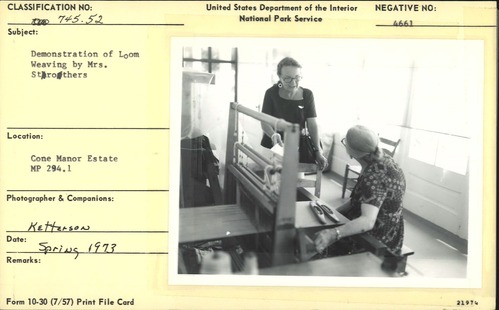 CLASSIFICATION NO:
745.52
United States Department of the Interior
National Park Service
NEGATIVE NO:
4661
Subject:
Demonstration of Loom
Weaving by Mrs.
Strothers
Location:
Cone Manor Estate
MP 294.1
Photographer & Companions:
Ketterson
Date:
Spring 1973
Remarks:
Form 10-30 (7/57) Print File Card
21974